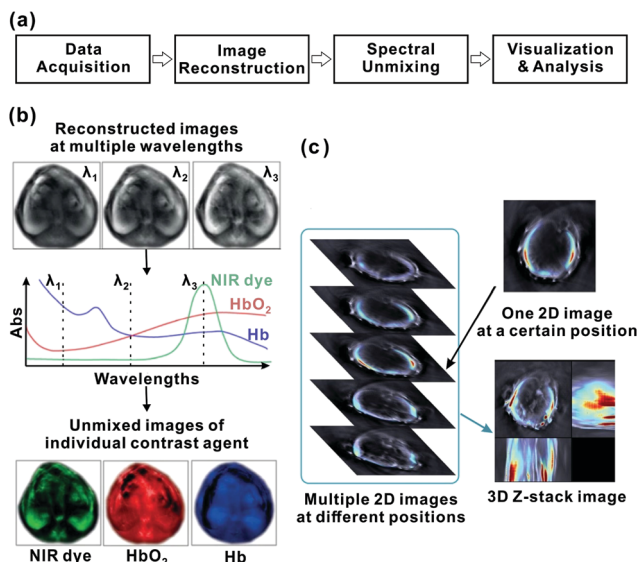 (a)
Data
Acquisition
Image
Reconstruction
Spectral
Unmixing
Visualization
& Analysis
(b)
Reconstructed images
at multiple wavelengths
λ1
λ2
λ3
λ1
λ2
λ3
NIR dye
HbO2
Hb
Abs
Wavelengths
Unmixed images of
individual contrast agent
NIR dye
HbO2
Hb
(c)
One 2D image
at a certain position
Multiple 2D images
at different positions
3D Z-stack image